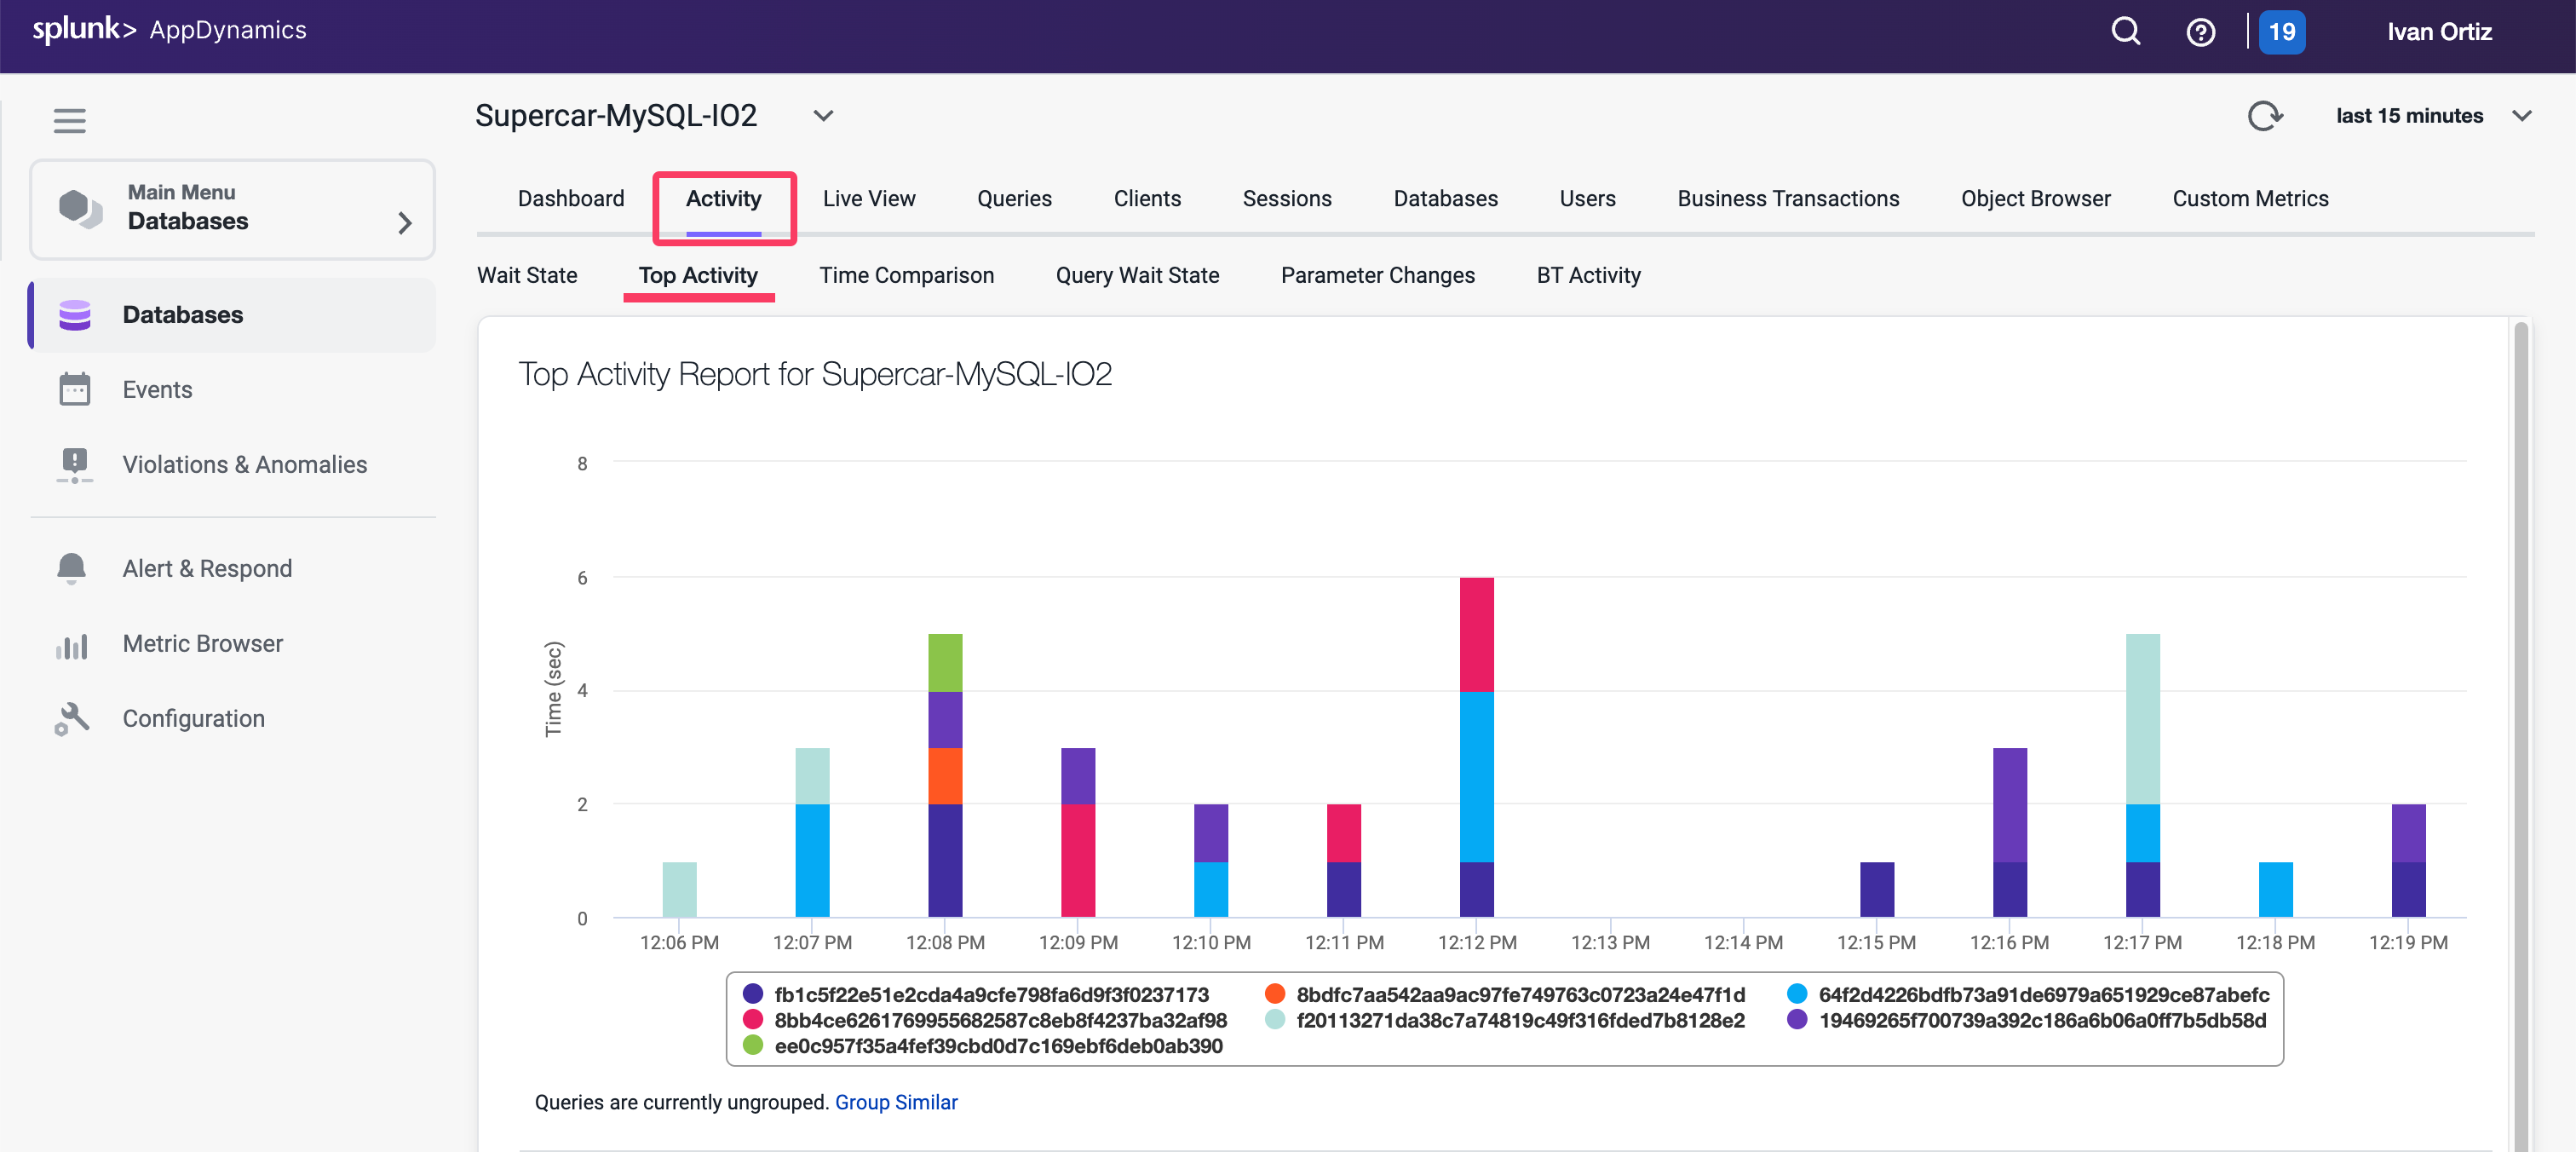 splunk> AppDynamics
19
Ivan Ortiz
Main Menu
Databases
Databases
Events
Violations & Anomalies
Alert & Respond
Metric Browser
Configuration
Supercar-MySQL-IO2
last 15 minutes
Dashboard Activity Live View Queries Clients Sessions Databases Users Business Transactions Object Browser Custom Metrics
Wait State Top Activity Time Comparison Query Wait State Parameter Changes BT Activity
Top Activity Report for Supercar-MySQL-IO2
Time (sec)
8
6
4
2
0
12:06 PM 12:07 PM 12:08 PM 12:09 PM 12:10 PM 12:11 PM 12:12 PM 12:13 PM 12:14 PM 12:15 PM 12:16 PM 12:17 PM 12:18 PM 12:19 PM
fb1c5f22e51e2cda4a9cfe798fa6d9f3f0237173 8bdfc7aa542aa9ac97fe749763c0723a24e47f1d 64f2d4226bdfb73a91de6979a651929ce87abefc
8bb4ce6261769955682587c8eb8f4237ba32af98 f20113271da38c7a74819c49f316fded7b8128e2 19469265f700739a392c186a6b06a0ff7b5db58d
ee0c957f35a4fef39cbd0d7c169ebf6deb0ab390
Queries are currently ungrouped. Group Similar